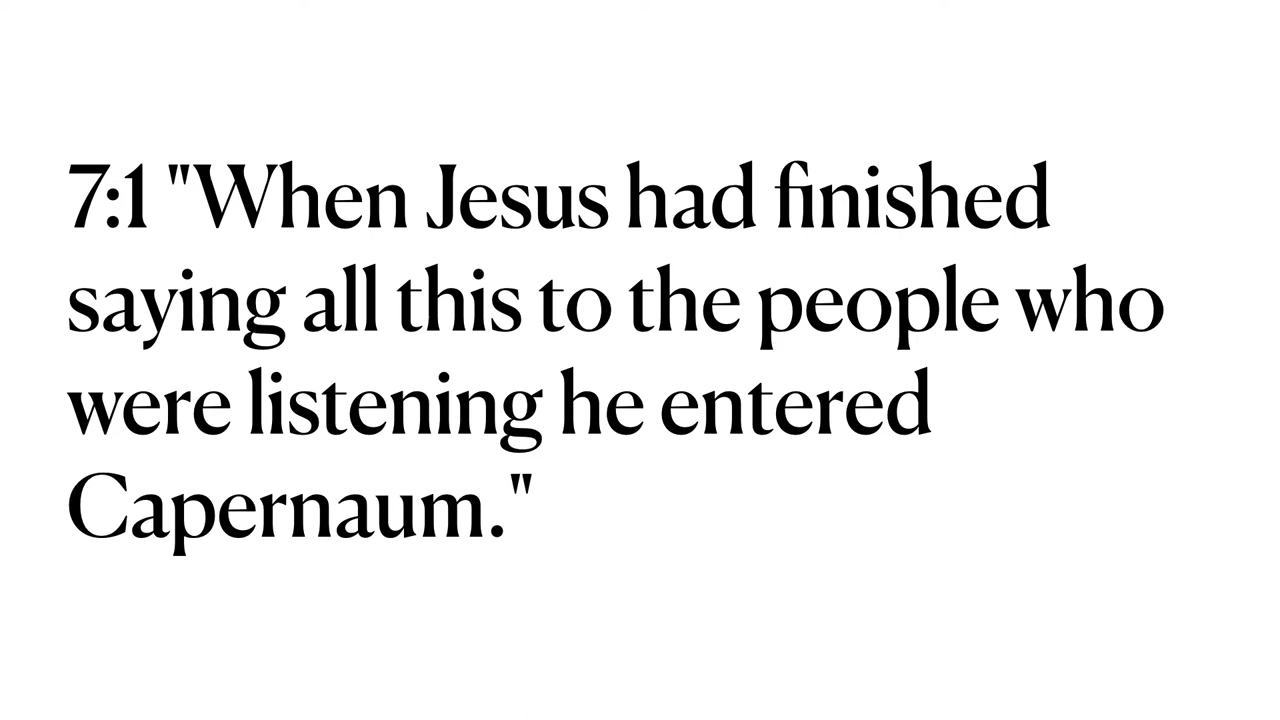 7:1 "When Jesus had finished
saying all this to the people who
were listening he entered
Capernaum."